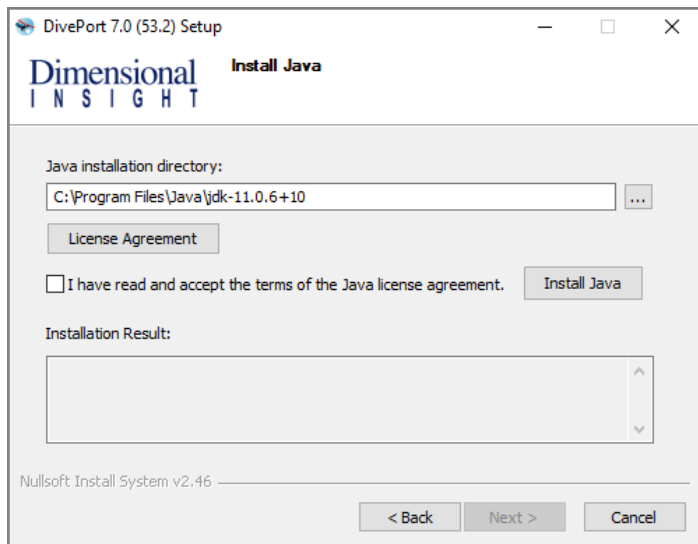 DivePort 7.0 (53.2) Setup
Dimensional
INSIGHT
Install Java
Java installation directory:
C:\Program Files\Java\jdk-11.0.6+10
...
License Agreement
I have read and accept the terms of the Java license agreement.
Install Java
Installation Result:
Nullsoft Install System v2.46
< Back
Next >
Cancel